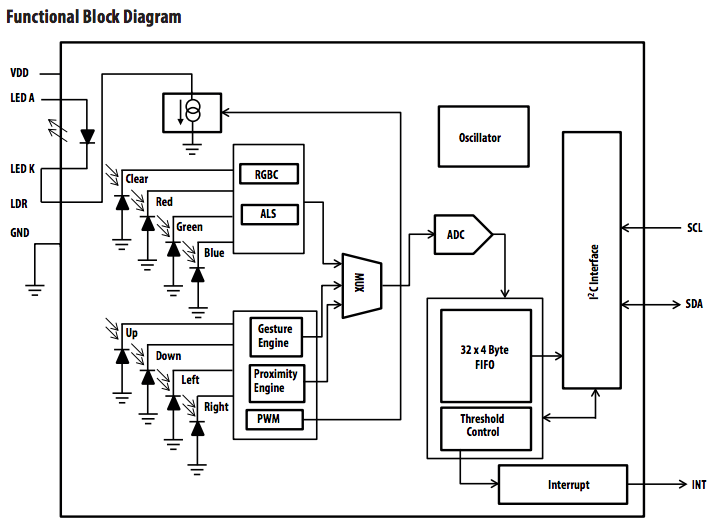 Functional Block Diagram
VDD
LED A
LED K
LDR
GND
Clear
Red
Green
Blue
RGBC
ALS
Up
Down
Left
Right
Gesture
Engine
Proximity
Engine
PWM
MUX
ADC
Oscillator
32 x 4 Byte
FIFO
Threshold
Control
I²C Interface
Interrupt
SCL
SDA
INT